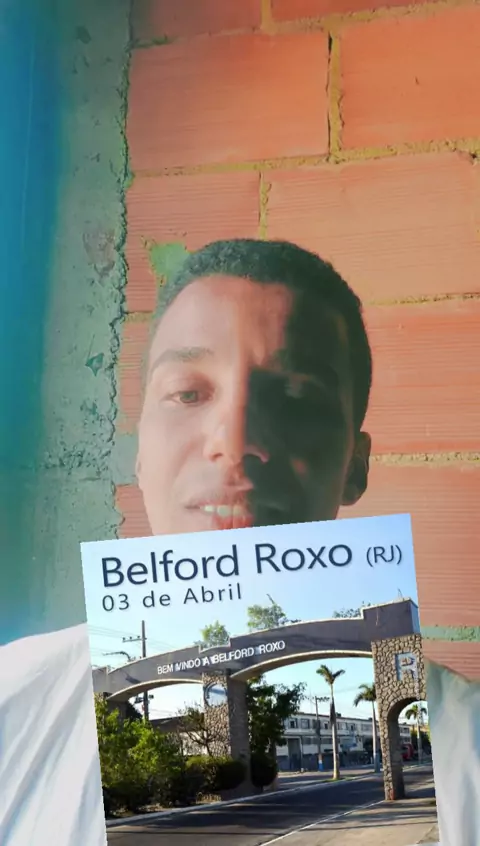 Belford Roxo (RJ)
03 de Abril
BEM VINDO A BELFORD ROXO